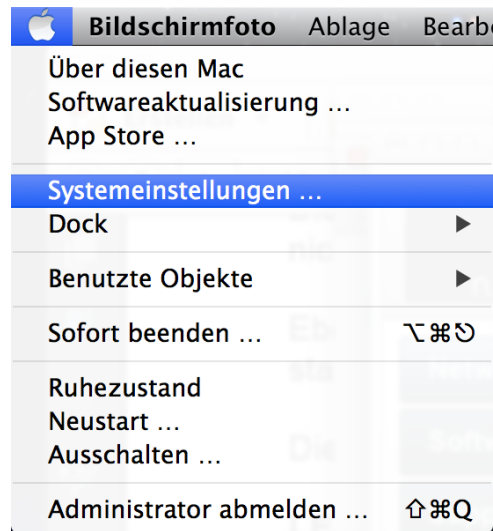 Bildschirmfoto Ablage
Über diesen Mac
Softwareaktualisierung …
App Store …
Systemeinstellungen …
Dock
Benutzte Objekte
Sofort beenden … ⌥⌘⎋
Ruhezustand
Neustart …
Ausschalten …
Administrator abmelden … ⇧⌘Q